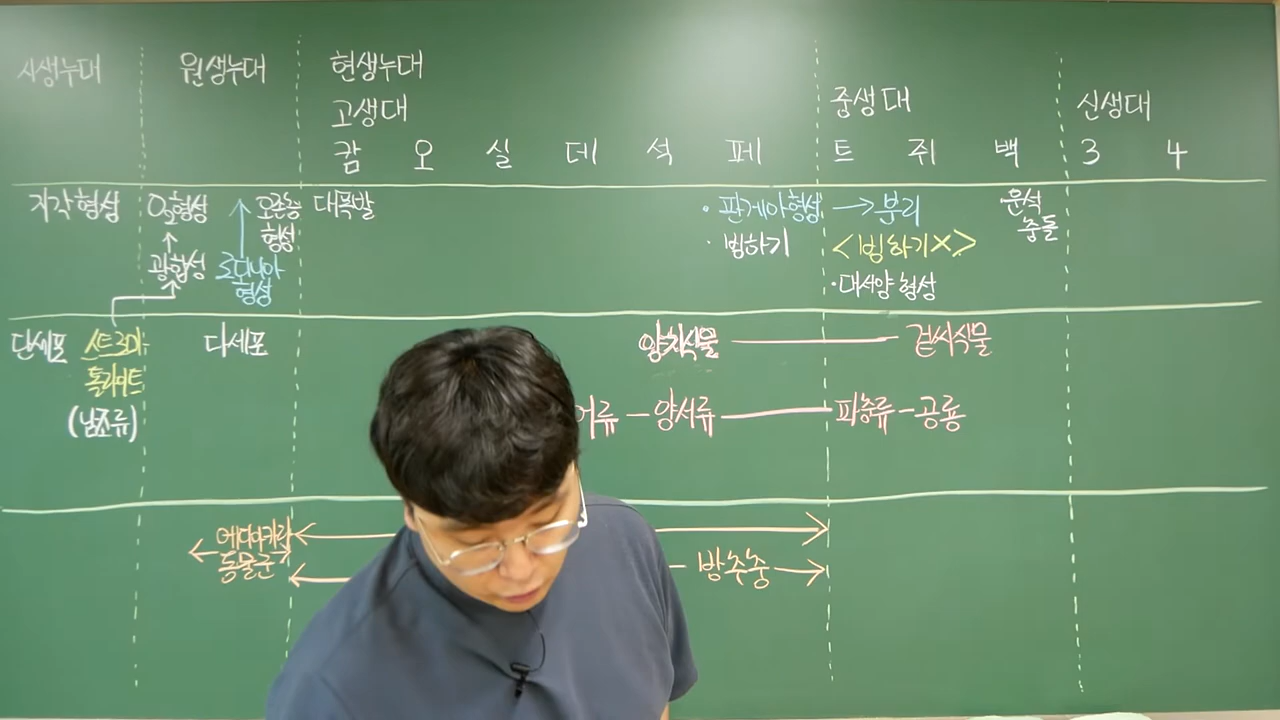 시생누대 원생누대 현생누대
고생대 중생대 신생대
캄 오 실 데 석 페 트 쥐 백 3 4
지각형성 O₂형성 오존층 대폭발 · 판게아형성 → 분리 운석
형성 충돌
광합성 로디니아 · 빙하기 <빙하기×>
형성 · 대서양 형성
단세포 스트로마 다세포 양치식물 겉씨식물
톨라이트
(남조류) 어류 - 양서류 파충류 - 공룡
에디아카라
동물군 - 방추충